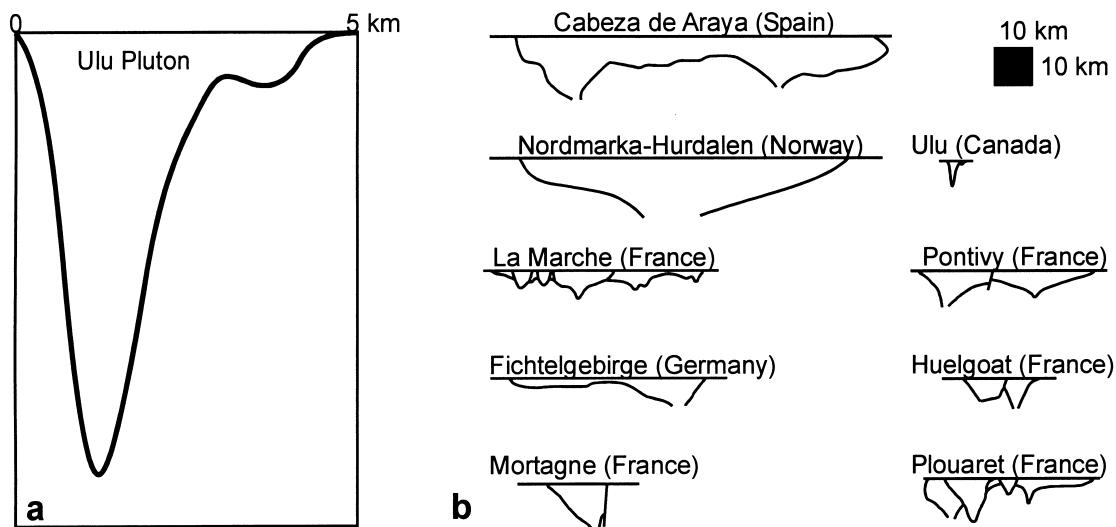 0
5 km
Ulu Pluton
a
Cabeza de Araya (Spain)
10 km
10 km
Nordmarka-Hurdalen (Norway)
Ulu (Canada)
La Marche (France)
Pontivy (France)
Fichtelgebirge (Germany)
Huelgoat (France)
Mortagne (France)
Plouaret (France)
b